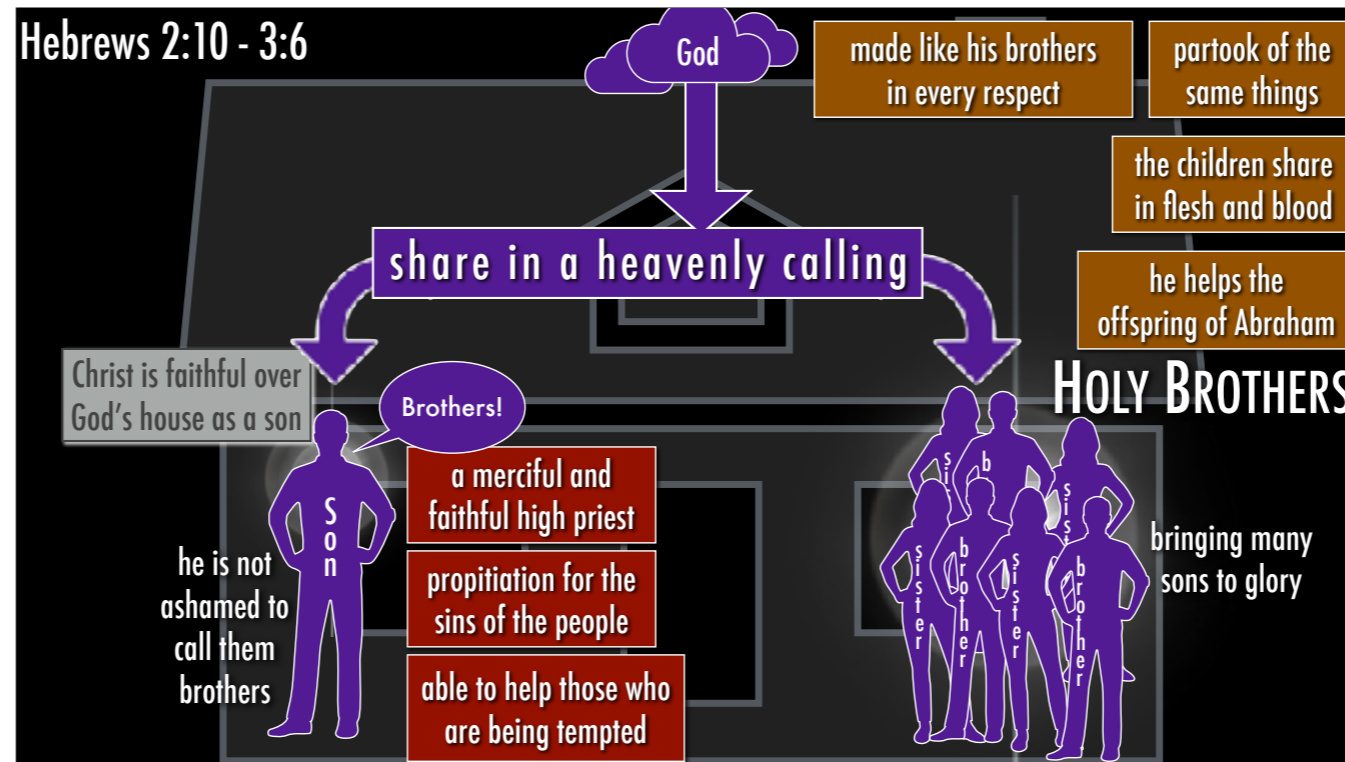 Hebrews 2:10 - 3:6
God
made like his brothers
in every respect
partook of the
same things
the children share
in flesh and blood
he helps the
offspring of Abraham
share in a heavenly calling
Christ is faithful over
God's house as a son
Brothers!
HOLY BROTHERS
Son
he is not
ashamed to
call them
brothers
a merciful and
faithful high priest
propitiation for the
sins of the people
able to help those who
are being tempted
sister
brother
sister
brother
bringing many
sons to glory